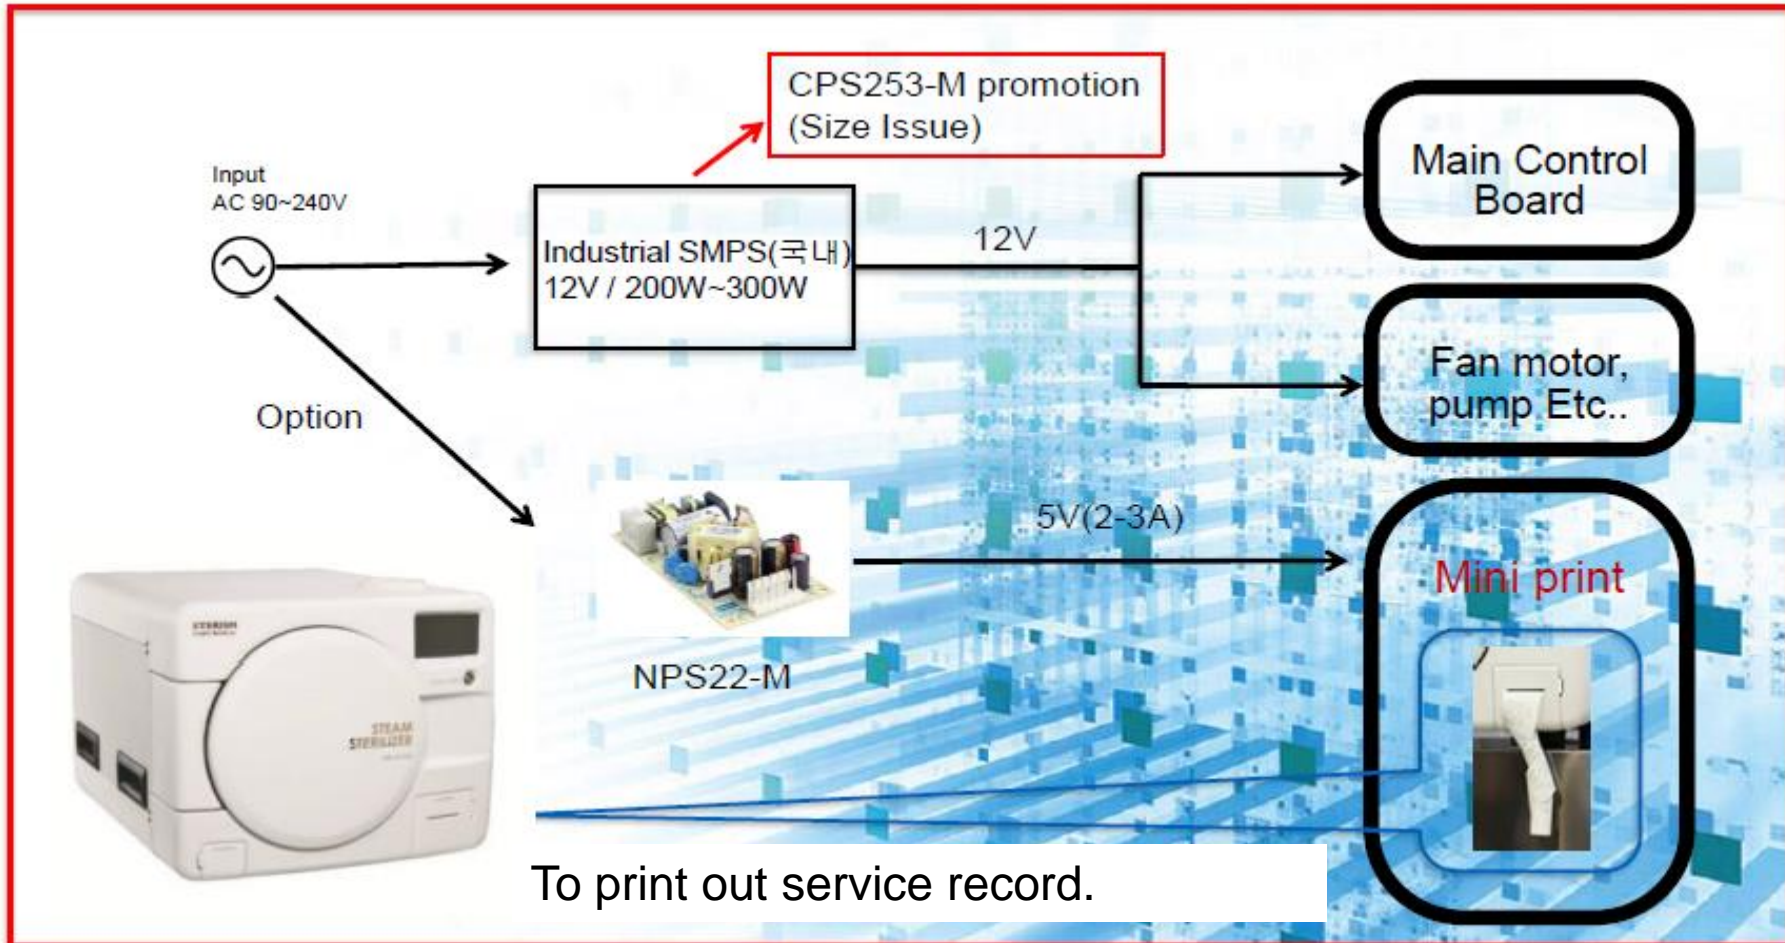 CPS253-M promotion
(Size Issue)
Input
AC 90~240V
Industrial SMPS(국내)
12V / 200W~300W
12V
Main Control
Board
Fan motor,
pump Etc..
Option
5V(2-3A)
Mini print
NPS22-M
STEAM
STERILIZER
To print out service record.